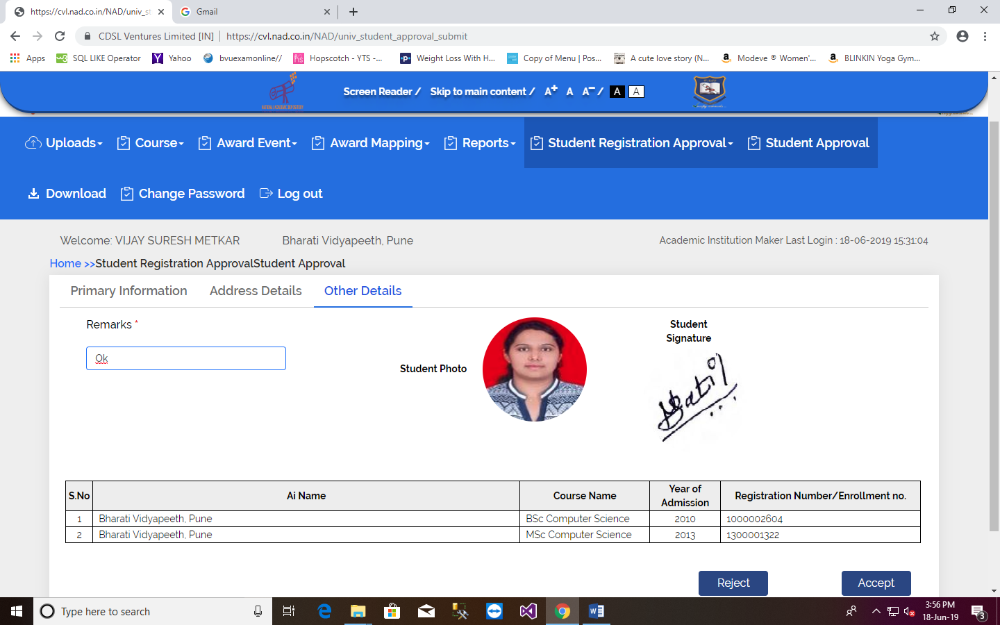 https://cvl.nad.co.in/NAD/univ_st
Gmail
CDSL Ventures Limited [IN]
https://cvl.nad.co.in/NAD/univ_student_approval_submit
Apps
SQL LIKE Operator
Yahoo
bvuexamonline//
Hopscotch - YTS -...
Weight Loss With H...
Copy of Menu | Pos...
A cute love story (N...
Modeve ® Women'...
BLINKIN Yoga Gym...
Screen Reader / Skip to main content / A+ A A- / A A
Uploads Course Award Event Award Mapping Reports Student Registration Approval Student Approval
Download Change Password Log out
Welcome: VIJAY SURESH METKAR Bharati Vidyapeeth, Pune Academic Institution Maker Last Login : 18-06-2019 15:31:04
Home >>Student Registration ApprovalStudent Approval
Primary Information Address Details Other Details
Remarks *
Ok
Student Photo
Student
Signature
S.No Ai Name Course Name Year of Admission Registration Number/Enrollment no.
1 Bharati Vidyapeeth, Pune BSc Computer Science 2010 1000002604
2 Bharati Vidyapeeth, Pune MSc Computer Science 2013 1300001322
Reject Accept
Type here to search
3:56 PM
18-Jun-19
3